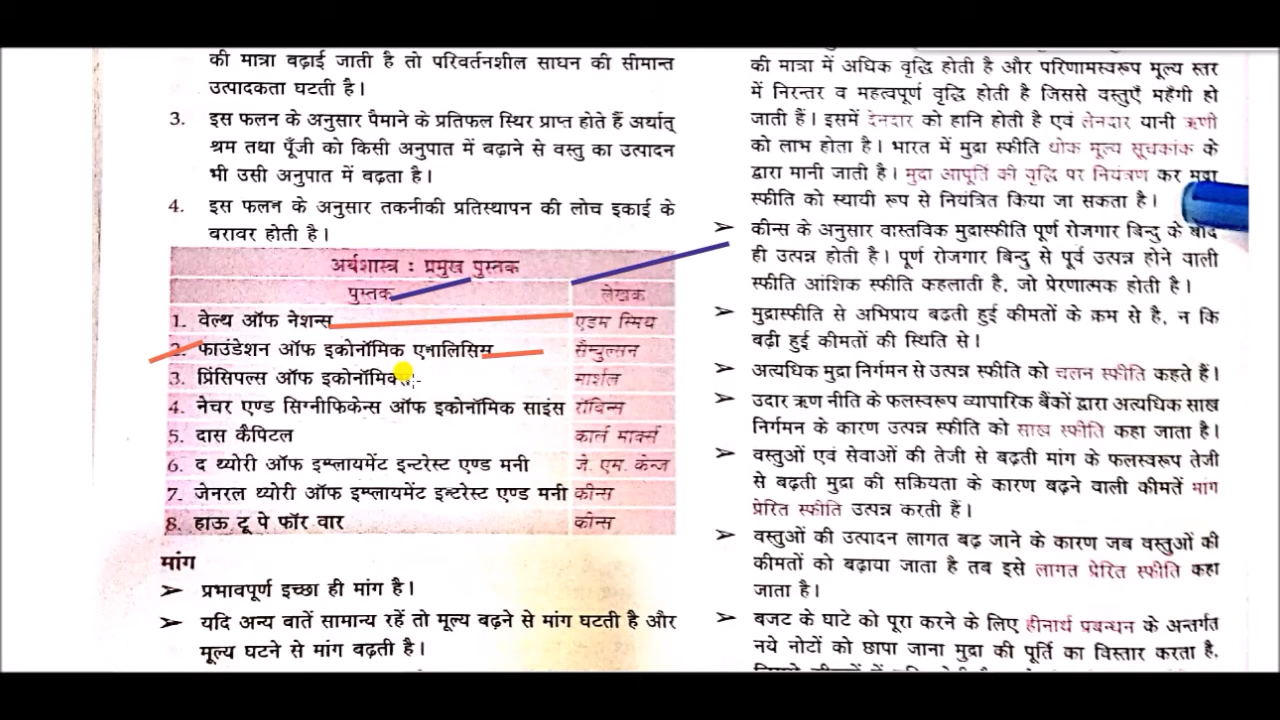 की मात्रा बढ़ाई जाती है तो परिवर्तनशील साधन की सीमान्त
उत्पादकता घटती है।
3. इस फलन के अनुसार पैमाने के प्रतिफल स्थिर प्राप्त होते हैं अर्थात्
श्रम तथा पूँजी को किसी अनुपात में बढ़ाने से वस्तु का उत्पादन
भी उसी अनुपात में बढ़ता है।
4. इस फलन के अनुसार तकनीकी प्रतिस्थापन की लोच इकाई के
बरावर होती है।
अर्थशास्त्र : प्रमुख पुस्तक
पुस्तक लेखक
1. वेल्थ ऑफ नेशन्स एडम स्मिथ
2. फाउंडेशन ऑफ इकोनॉमिक एनालिसिस सैम्युल्सन
3. प्रिंसिपल्स ऑफ इकोनॉमिक्स मार्शल
4. नेचर एण्ड सिग्नीफिकेन्स ऑफ इकोनॉमिक साइंस रॉबिन्स
5. दास कैपिटल कार्ल मार्क्स
6. द थ्योरी ऑफ इम्प्लायमेंट इन्टरेस्ट एण्ड मनी जे. एम. केन्ज
7. जेनरल थ्योरी ऑफ इम्प्लायमेंट इन्टरेस्ट एण्ड मनी कीन्स
8. हाऊ टू पे फॉर वार कीन्स
मांग
➢ प्रभावपूर्ण इच्छा ही मांग है।
➢ यदि अन्य बातें सामान्य रहें तो मूल्य बढ़ने से मांग घटती है और
मूल्य घटने से मांग बढ़ती है।
की मात्रा में अधिक वृद्धि होती है और परिणामस्वरूप मूल्य स्तर
में निरन्तर व महत्वपूर्ण वृद्धि होती है जिससे वस्तुएँ महँगी हो
जाती हैं। इसमें देनदार को हानि होती है एवं लेनदार यानी ऋणी
को लाभ होता है। भारत में मुद्रा स्फीति थोक मूल्य सूचकांक के
द्वारा मानी जाती है। मुद्रा आपूर्ति की वृद्धि पर नियंत्रण कर मुद्रा
स्फीति को स्थायी रूप से नियंत्रित किया जा सकता है।
➢ कीन्स के अनुसार वास्तविक मुद्रास्फीति पूर्ण रोजगार बिन्दु के बाद
ही उत्पन्न होती है। पूर्ण रोजगार बिन्दु से पूर्व उत्पन्न होने वाली
स्फीति आंशिक स्फीति कहलाती है, जो प्रेरणात्मक होती है।
➢ मुद्रास्फीति से अभिप्राय बढ़ती हुई कीमतों के क्रम से है, न कि
बढ़ी हुई कीमतों की स्थिति से।
➢ अत्यधिक मुद्रा निर्गमन से उत्पन्न स्फीति को चलन स्फीति कहते हैं।
➢ उदार ऋण नीति के फलस्वरूप व्यापारिक बैंकों द्वारा अत्यधिक साख
निर्गमन के कारण उत्पन्न स्फीति को साख स्फीति कहा जाता है।
➢ वस्तुओं एवं सेवाओं की तेजी से बढ़ती मांग के फलस्वरूप तेजी
से बढ़ती मुद्रा की सक्रियता के कारण बढ़ने वाली कीमतें मांग
प्रेरित स्फीति उत्पन्न करती हैं।
➢ वस्तुओं की उत्पादन लागत बढ़ जाने के कारण जब वस्तुओं की
कीमतों को बढ़ाया जाता है तब इसे लागत प्रेरित स्फीति कहा
जाता है।
➢ बजट के घाटे को पूरा करने के लिए हीनार्थ प्रबन्धन के अन्तर्गत
नये नोटों को छापा जाना मुद्रा की पूर्ति का विस्तार करता है,